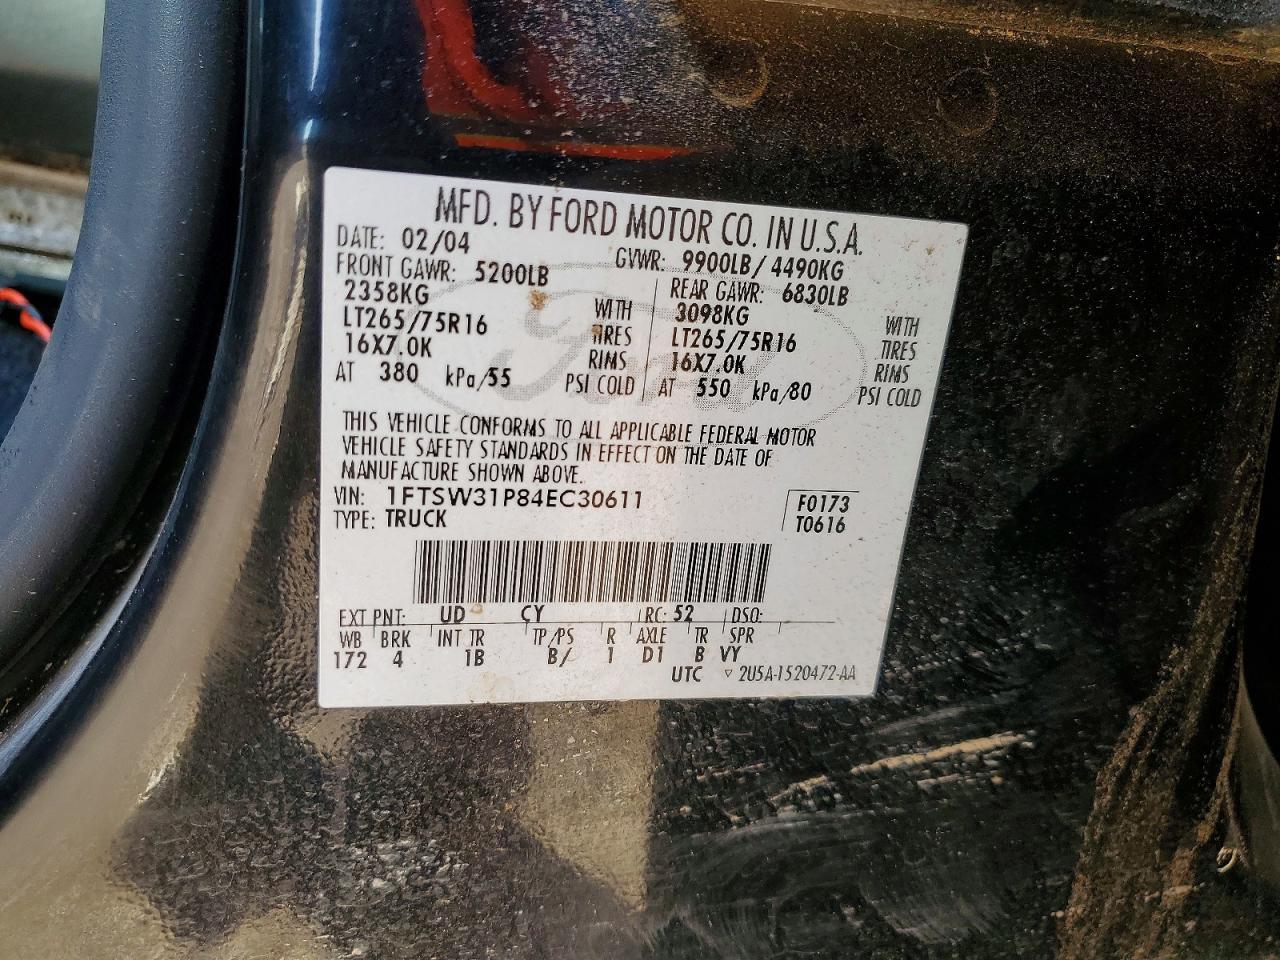 MFD. BY FORD MOTOR CO. IN U.S.A.
DATE: 02/04 GVWR: 9900LB/4490KG
FRONT GAWR: 5200LB REAR GAWR: 6830LB
2358KG WITH 3098KG WITH
LT265/75R16 TIRES LT265/75R16 TIRES
16X7.0K RIMS 16X7.0K RIMS
AT 380 kPa/55 PSI COLD AT 550 kPa/80 PSI COLD
THIS VEHICLE CONFORMS TO ALL APPLICABLE FEDERAL MOTOR
VEHICLE SAFETY STANDARDS IN EFFECT ON THE DATE OF
MANUFACTURE SHOWN ABOVE.
VIN: 1FTSW31P84EC30611 F0173
TYPE: TRUCK T0616
EXT PNT: UD CY RC: 52 DSO:
WB BRK INT TR TP/PS R AXLE TR SPR
172 4 1B B/ 1 D1 B VY
UTC ▽ 2U5A-1520472-AA
Ford